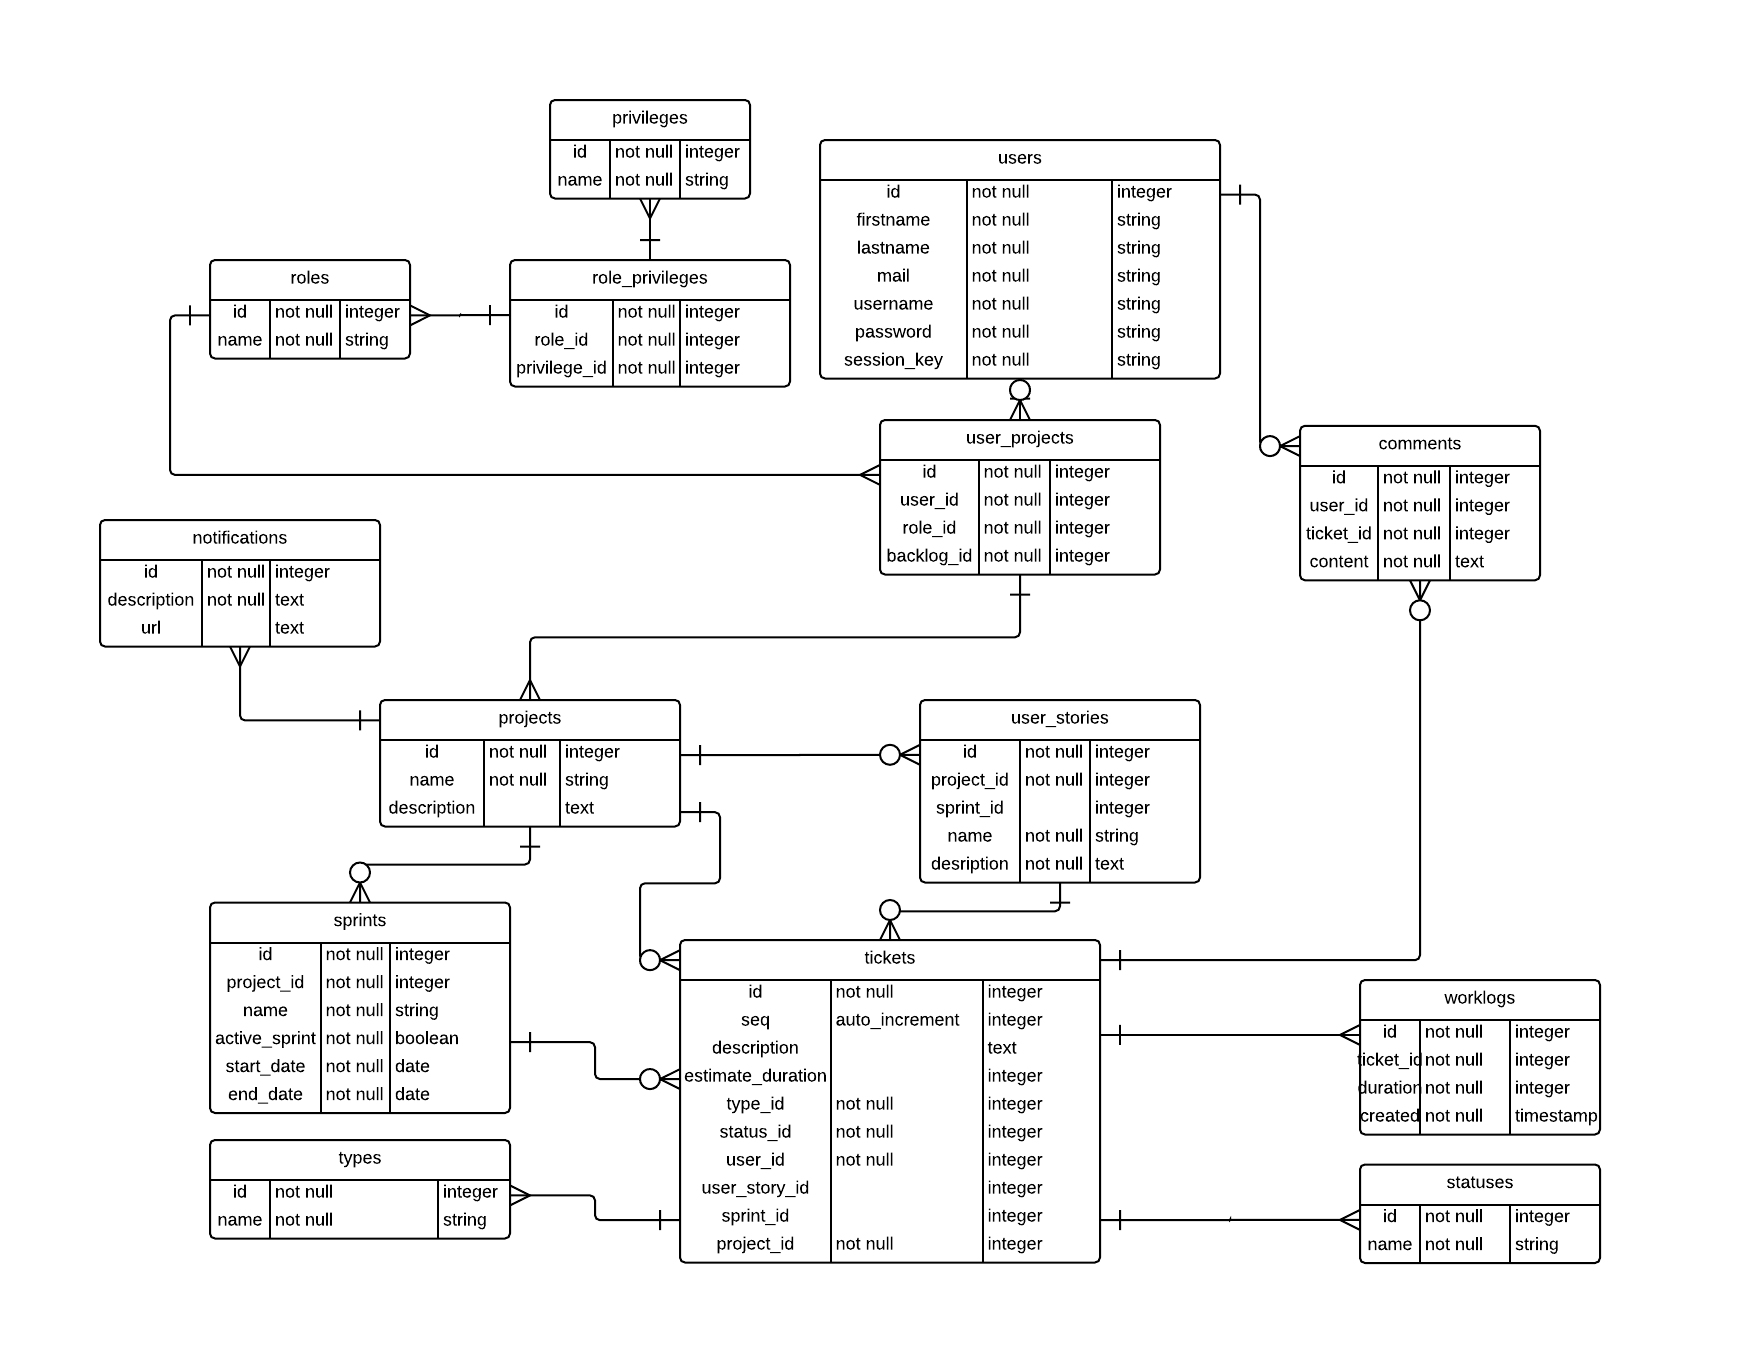 privileges
id not null integer
name not null string
users
id not null integer
firstname not null string
lastname not null string
mail not null string
username not null string
password not null string
session_key not null string
roles
id not null integer
name not null string
role_privileges
id not null integer
role_id not null integer
privilege_id not null integer
user_projects
id not null integer
user_id not null integer
role_id not null integer
backlog_id not null integer
comments
id not null integer
user_id not null integer
ticket_id not null integer
content not null text
notifications
id not null integer
description not null text
url text
projects
id not null integer
name not null string
description text
user_stories
id not null integer
project_id not null integer
sprint_id integer
name not null string
desription not null text
sprints
id not null integer
project_id not null integer
name not null string
active_sprint not null boolean
start_date not null date
end_date not null date
tickets
id not null integer
seq auto_increment integer
description text
estimate_duration integer
type_id not null integer
status_id not null integer
user_id not null integer
user_story_id integer
sprint_id integer
project_id not null integer
worklogs
id not null integer
ticket_id not null integer
duration not null integer
created not null timestamp
types
id not null integer
name not null string
statuses
id not null integer
name not null string